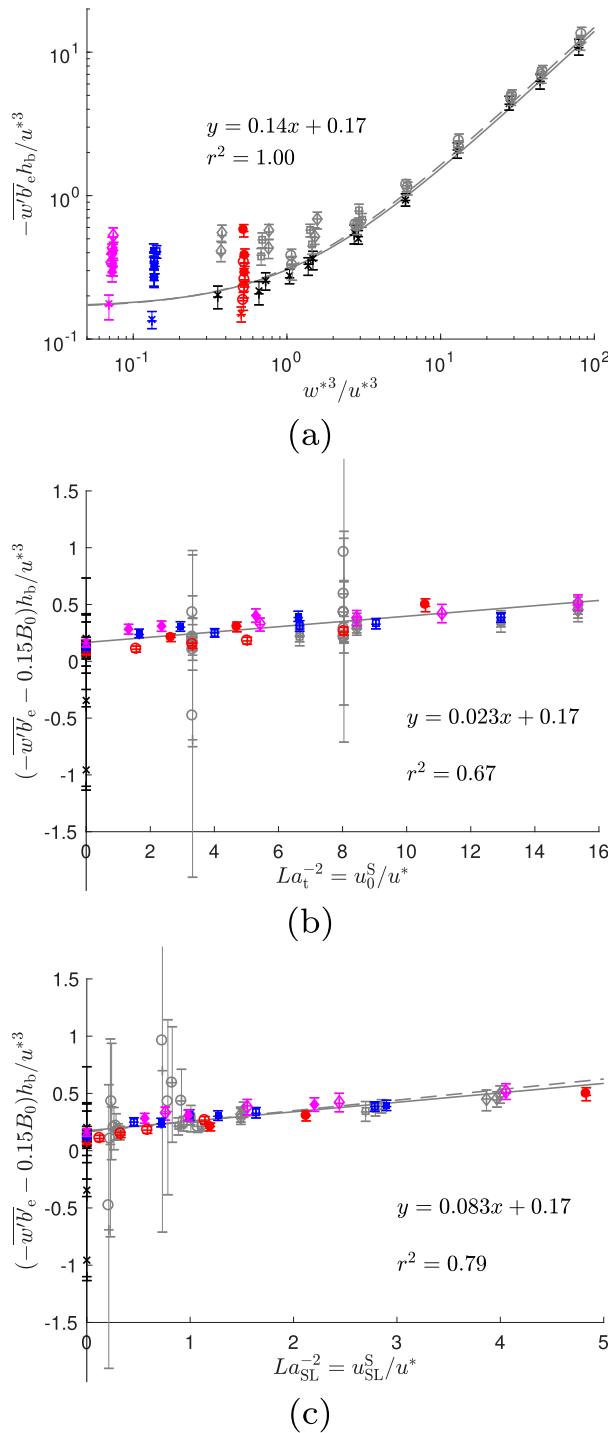 10^1
10^0
10^-1
-\overline{w'b'}_e h_b/u^{*3}
y = 0.14x + 0.17
r^2 = 1.00
10^-1 10^0 10^1 10^2
w^{*3}/u^{*3}
(a)
1.5
1
0.5
0
-0.5
-1
-1.5
(-\overline{w'b'}_e − 0.15B_0)h_b/u^{*3}
y = 0.023x + 0.17
r^2 = 0.67
0 2 4 6 8 10 12 14 16
La_t^{-2} = u_0^S/u^*
(b)
1.5
1
0.5
0
-0.5
-1
-1.5
(-\overline{w'b'}_e − 0.15B_0)h_b/u^{*3}
y = 0.083x + 0.17
r^2 = 0.79
0 1 2 3 4 5
La_{SL}^{-2} = u_{SL}^S/u^*
(c)